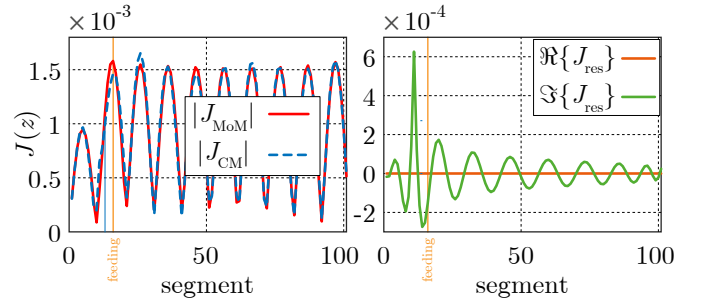 ×10⁻³
1.5
1
0.5
0
J(z)
|J_MoM|
|J_CM|
0
50
100
feeding
segment
×10⁻⁴
6
4
2
0
-2
ℜ{J_res}
ℑ{J_res}
0
50
100
feeding
segment